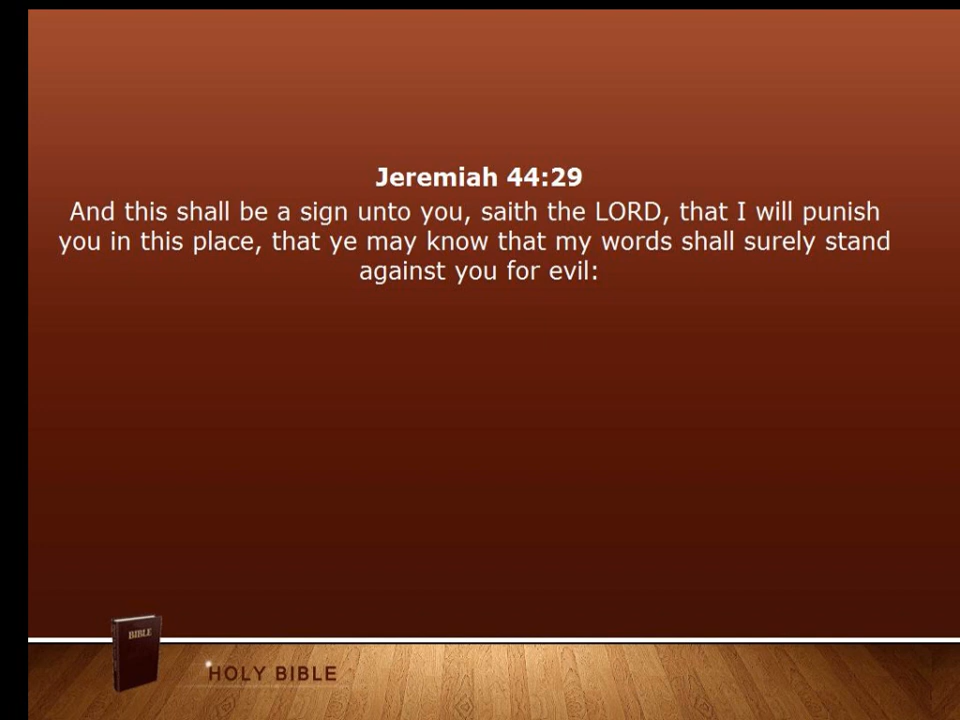 Jeremiah 44:29
And this shall be a sign unto you, saith the LORD, that I will punish
you in this place, that ye may know that my words shall surely stand
against you for evil:
BIBLE
HOLY BIBLE